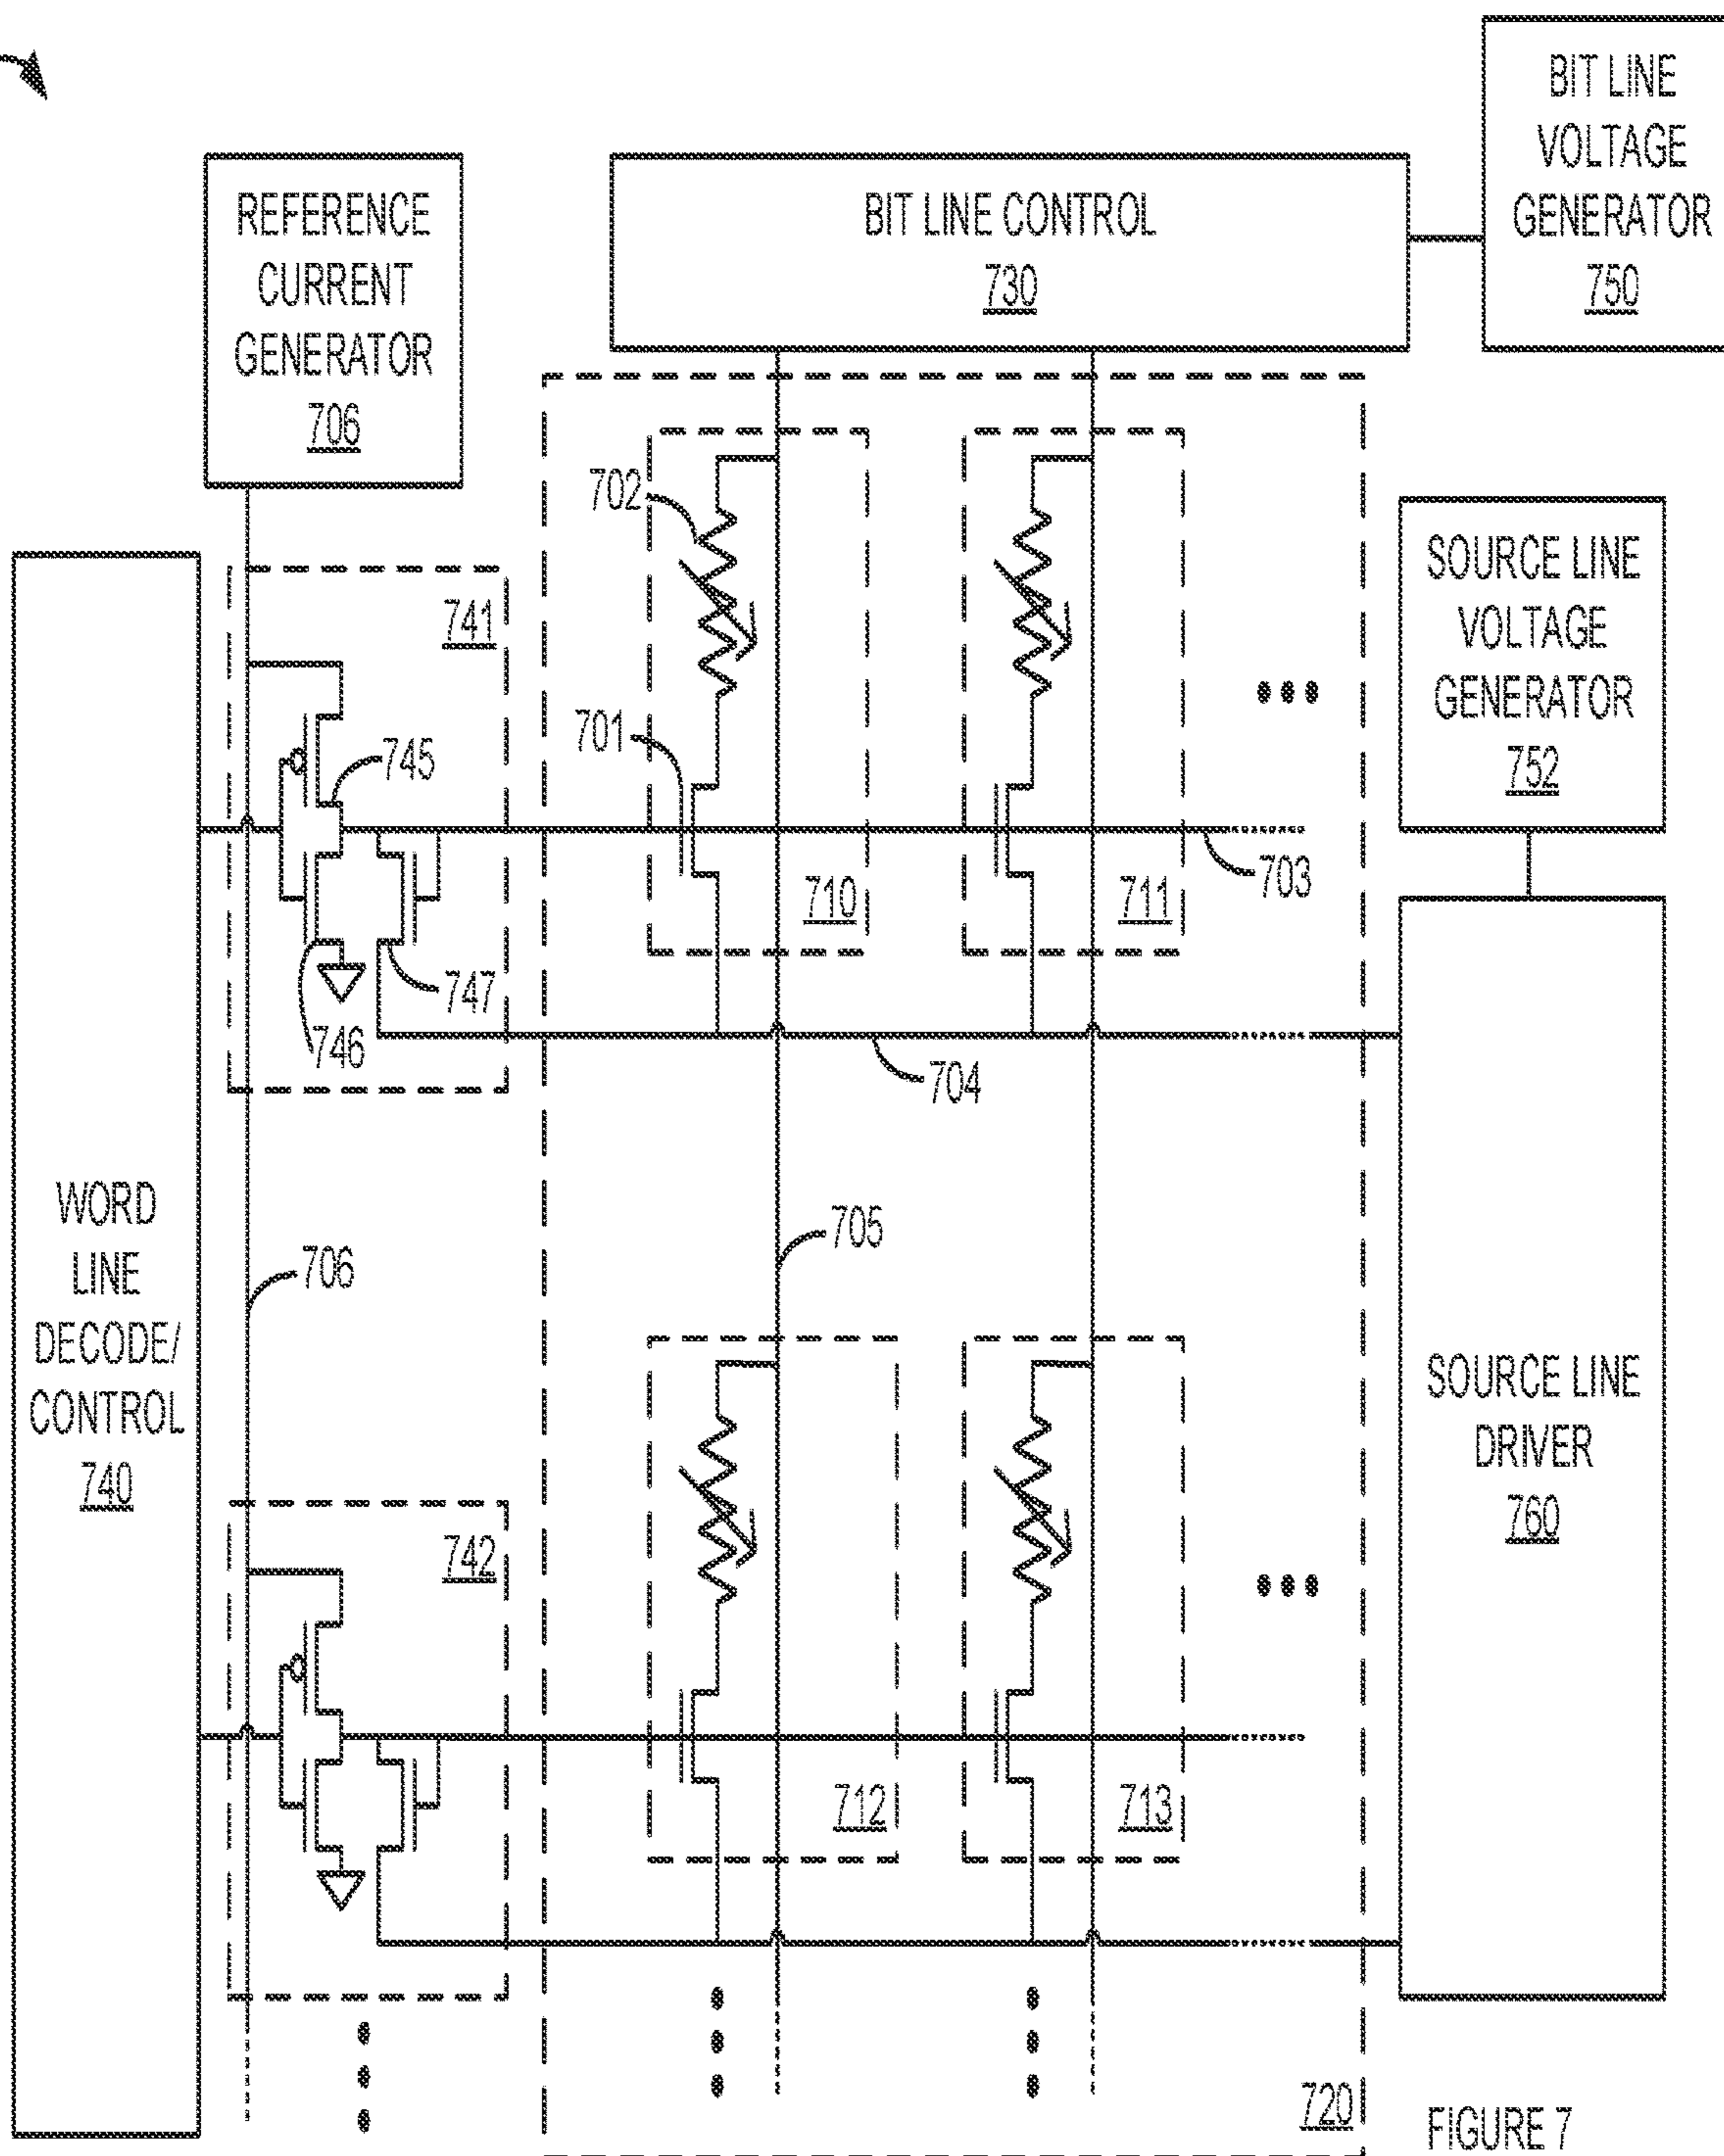 BIT LINE
VOLTAGE
GENERATOR
750
REFERENCE
CURRENT
GENERATOR
706
BIT LINE CONTROL
730
702
741
SOURCE LINE
VOLTAGE
GENERATOR
752
701
745
703
710
711
747
746
704
WORD
LINE
DECODE/
CONTROL
740
706
705
SOURCE LINE
DRIVER
760
742
712
713
720
FIGURE 7